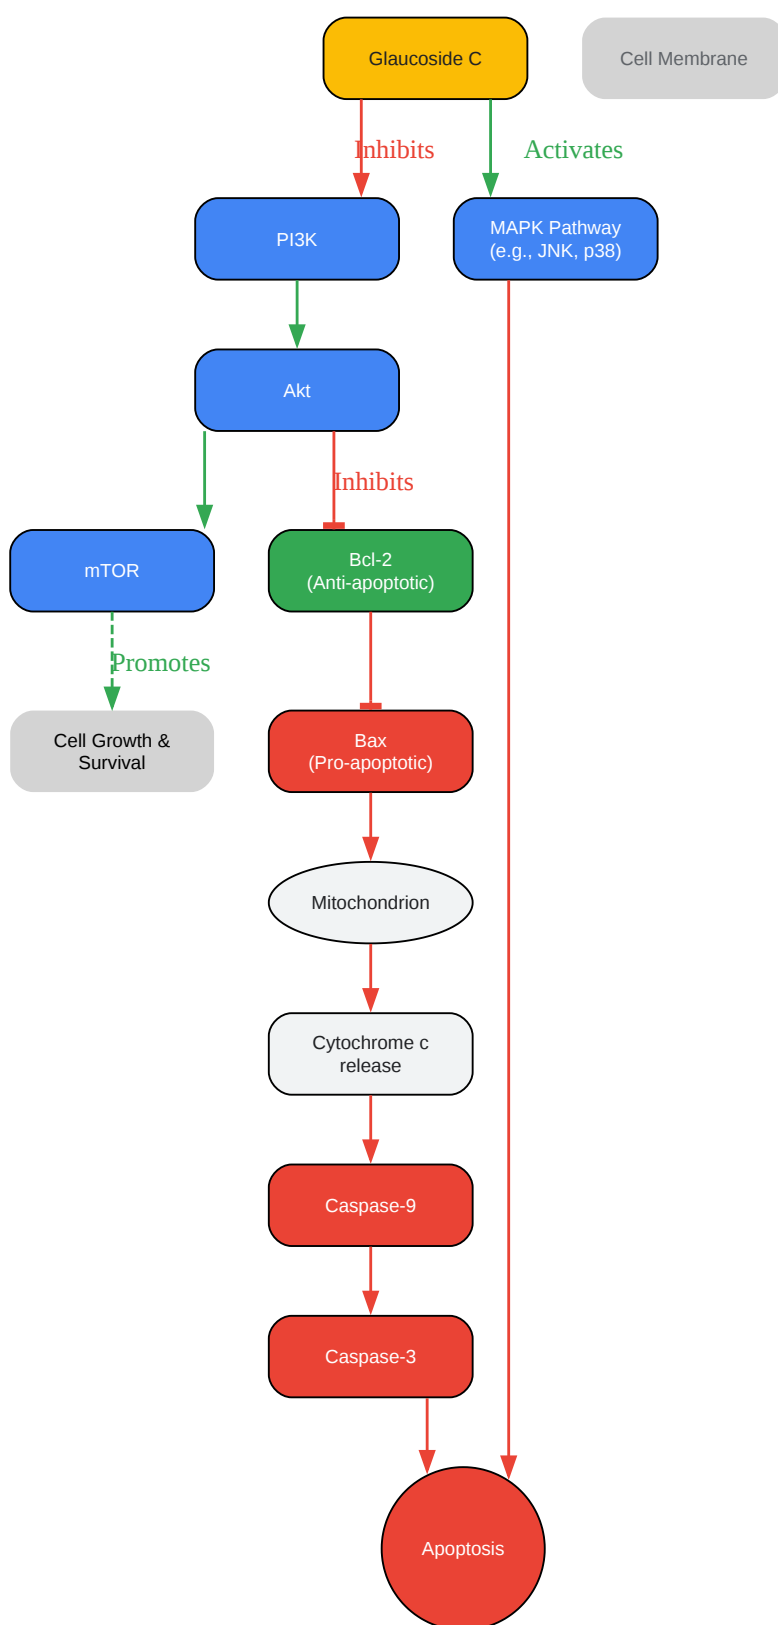 Glaucoside C
Cell Membrane
Inhibits
Activates
PI3K
MAPK Pathway
(e.g., JNK, p38)
Akt
Inhibits
mTOR
Bcl-2
(Anti-apoptotic)
Promotes
Cell Growth &
Survival
Bax
(Pro-apoptotic)
Mitochondrion
Cytochrome c
release
Caspase-9
Caspase-3
Apoptosis